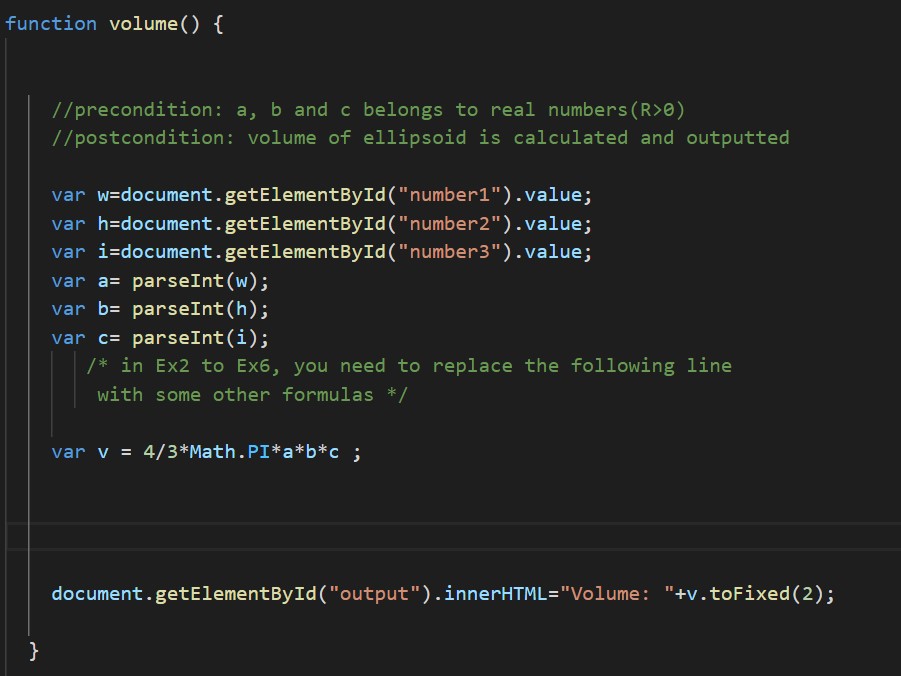 function volume() {
//precondition: a, b and c belongs to real numbers(R>0)
//postcondition: volume of ellipsoid is calculated and outputted
var w=document.getElementById("number1").value;
var h=document.getElementById("number2").value;
var i=document.getElementById("number3").value;
var a= parseInt(w);
var b= parseInt(h);
var c= parseInt(i);
/* in Ex2 to Ex6, you need to replace the following line
with some other formulas */
var v = 4/3*Math.PI*a*b*c ;
document.getElementById("output").innerHTML="Volume: "+v.toFixed(2);
}